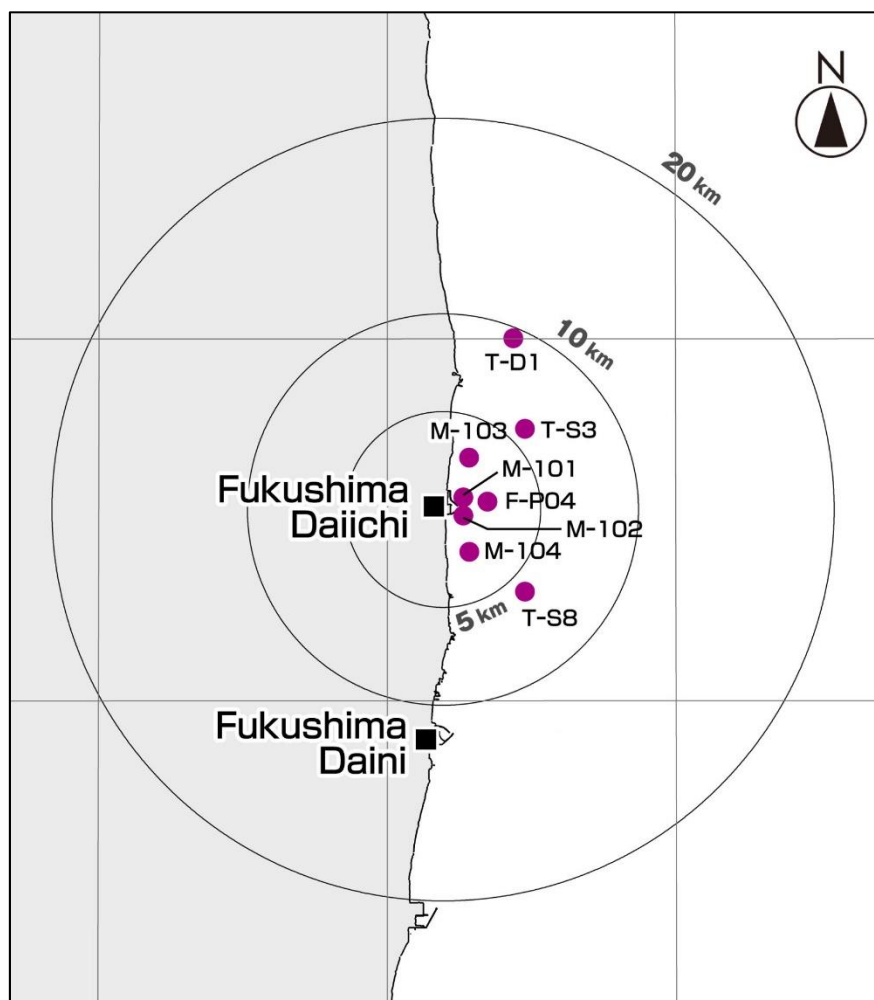 N
20 km
10 km
T-D1
M-103
T-S3
M-101
Fukushima
Daiichi
F-P04
M-102
M-104
5 km
T-S8
Fukushima
Daini